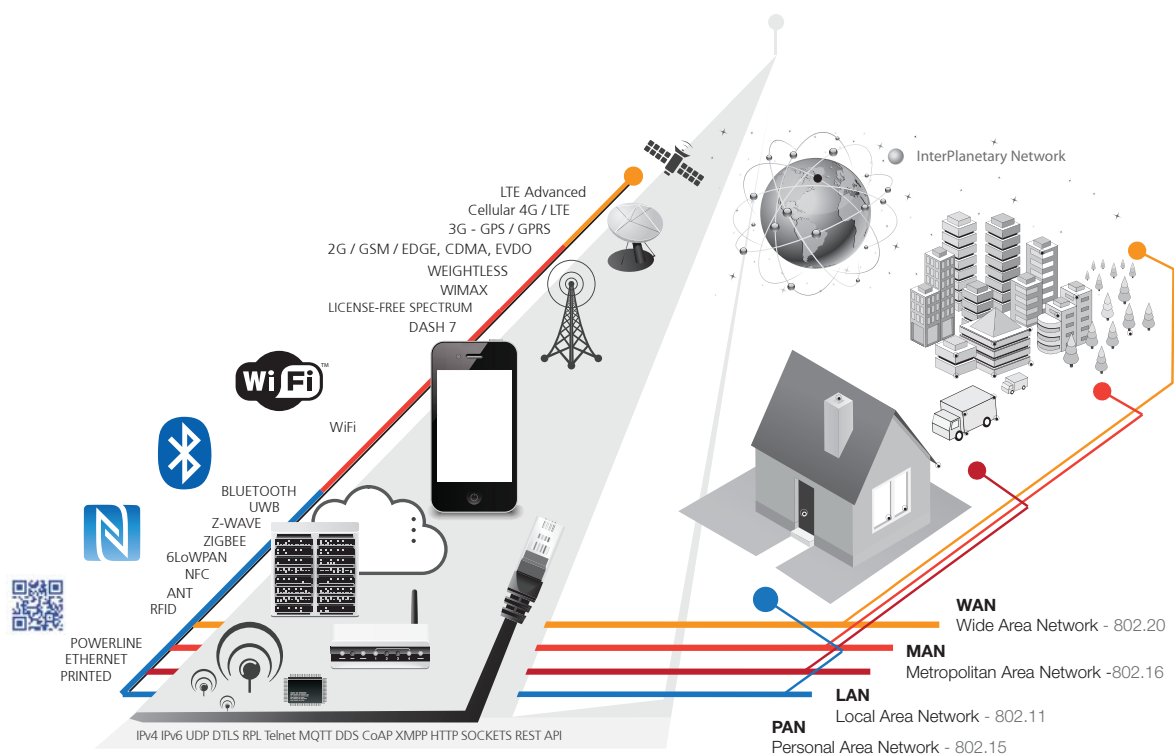 InterPlanetary Network
LTE Advanced
Cellular 4G / LTE
3G - GPS / GPRS
2G / GSM / EDGE, CDMA, EVDO
WEIGHTLESS
WIMAX
LICENSE-FREE SPECTRUM
DASH 7
WiFi™
WiFi
BLUETOOTH
UWB
Z-WAVE
ZIGBEE
6LoWPAN
NFC
ANT
RFID
POWERLINE
ETHERNET
PRINTED
WAN
Wide Area Network - 802.20
MAN
Metropolitan Area Network -802.16
LAN
Local Area Network - 802.11
PAN
Personal Area Network - 802.15
IPv4 IPv6 UDP DTLS RPL Telnet MQTT DDS CoAP XMPP HTTP SOCKETS REST API